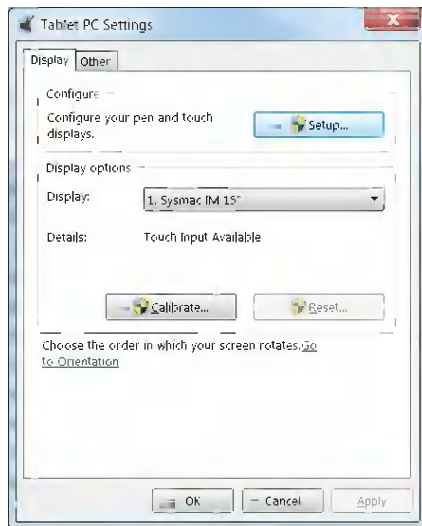 Tablet PC Settings
Display Other
Configure
Configure your pen and touch
displays.
Setup...
Display options
Display: 1. Sysmac IM 15"
Details: Touch Input Available
Calibrate... Reset...
Choose the order in which your screen rotates. Go
to Orientation
OK Cancel Apply